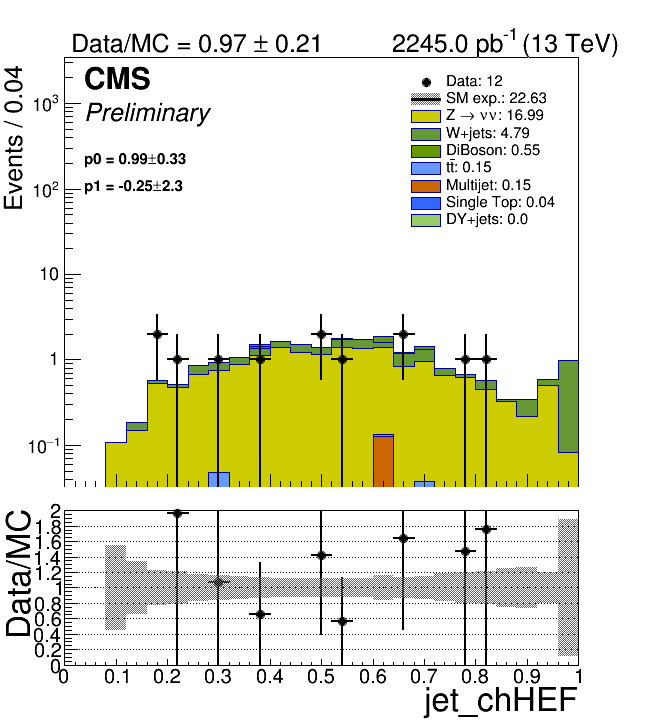 Data/MC = 0.97 ± 0.21 2245.0 pb⁻¹ (13 TeV)
CMS
Preliminary
p0 = 0.99±0.33
p1 = -0.25±2.3
Data: 12
SM exp.: 22.63
Z → νν: 16.99
W+jets: 4.79
DiBoson: 0.55
tt̄: 0.15
Multijet: 0.15
Single Top: 0.04
DY+jets: 0.0
Events / 0.04
10³
10²
10
1
10⁻¹
Data/MC
2
1.8
1.6
1.4
1.2
1
0.8
0.6
0.4
0.2
0
0 0.1 0.2 0.3 0.4 0.5 0.6 0.7 0.8 0.9 1
jet_chHEF